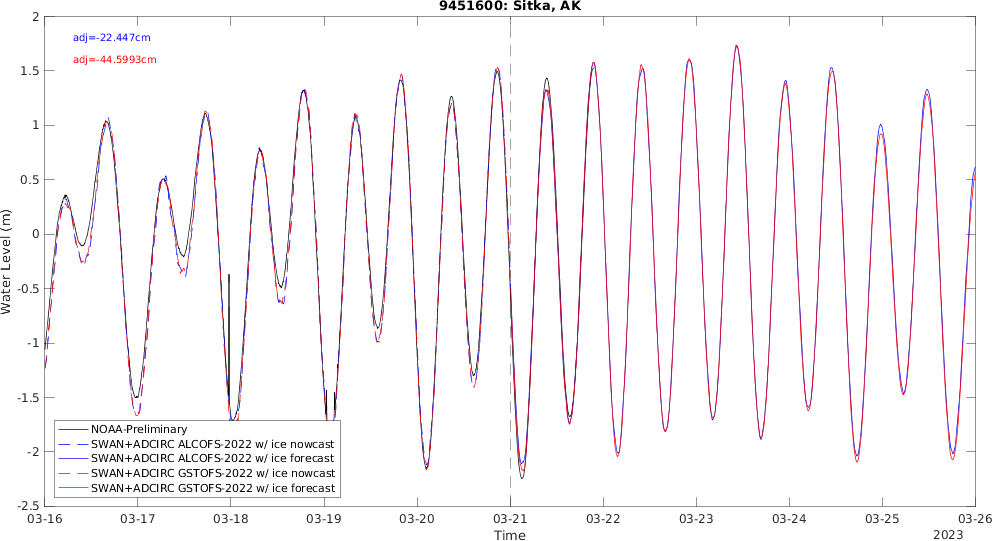 9451600: Sitka, AK
adj=-22.447cm
adj=-44.5993cm
Water Level (m)
2
1.5
1
0.5
0
-0.5
-1
-1.5
-2
-2.5
NOAA-Preliminary
SWAN+ADCIRC ALCOFS-2022 w/ ice nowcast
SWAN+ADCIRC ALCOFS-2022 w/ ice forecast
SWAN+ADCIRC GSTOFS-2022 w/ ice nowcast
SWAN+ADCIRC GSTOFS-2022 w/ ice forecast
03-16 03-17 03-18 03-19 03-20 03-21 03-22 03-23 03-24 03-25 03-26
Time
2023